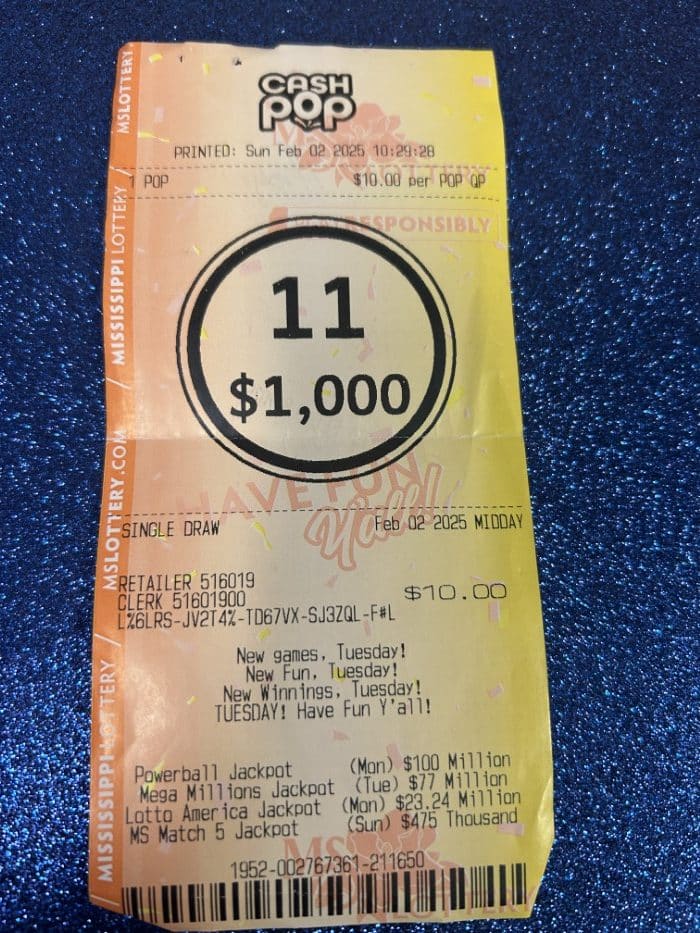 CASH
POP
PRINTED: Sun Feb 02 2025 10:29:28
1 POP $10.00 per POP QP
RESPONSIBLY
11
$1,000
HAVE FUN
Y'all!
SINGLE DRAW Feb 02 2025 MIDDAY
RETAILER 516019
CLERK 51601900 $10.00
L%6LRS-JV2T4%-TD67VX-SJ3ZQL-F#L
New games, Tuesday!
New Fun, Tuesday!
New Winnings, Tuesday!
TUESDAY! Have Fun Y'all!
Powerball Jackpot (Mon) $100 Million
Mega Millions Jackpot (Tue) $77 Million
Lotto America Jackpot (Mon) $23.24 Million
MS Match 5 Jackpot (Sun) $475 Thousand
1952-002767361-211650
MISSISSIPPI LOTTERY / MSLOTTERY.COM / MISSISSIPPI LOTTERY / MSLOTTERY